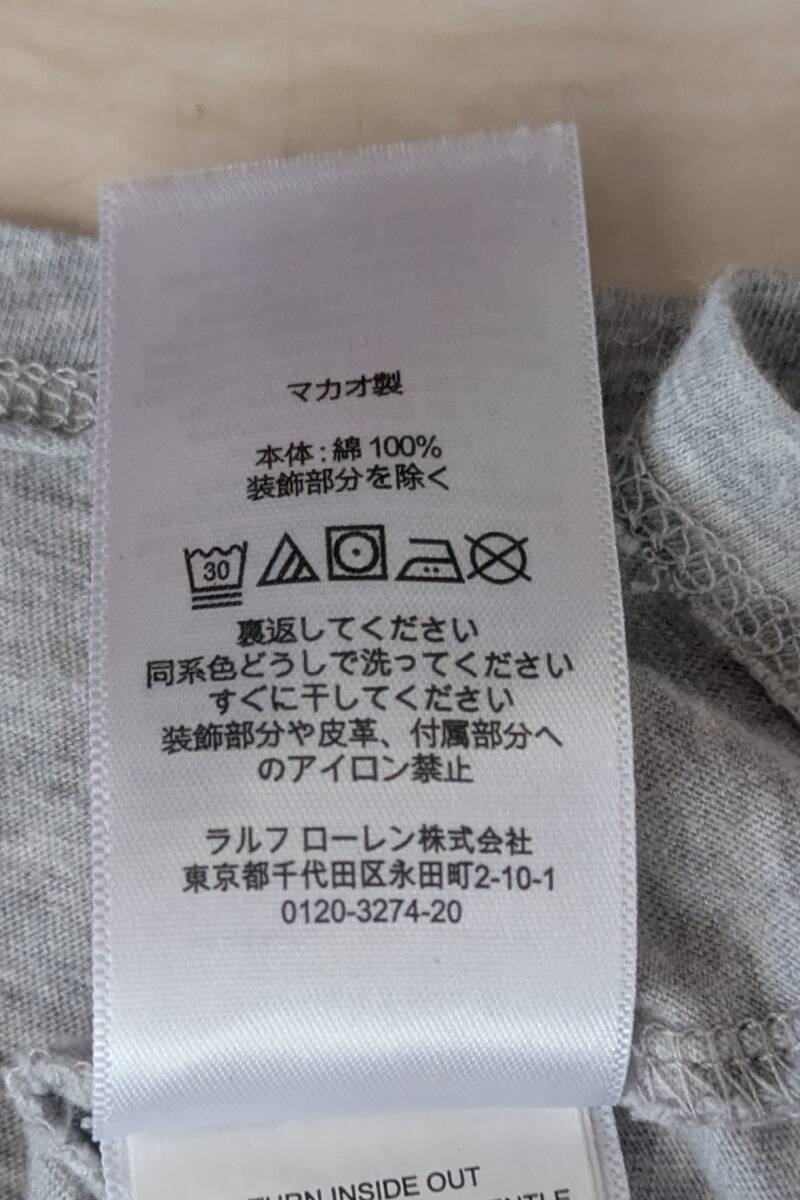 マカオ製
本体：綿 100%
装飾部分を除く
30
裏返してください
同系色どうしで洗ってください
すぐに干してください
装飾部分や皮革、付属部分へ
のアイロン禁止
ラルフ ローレン株式会社
東京都千代田区永田町2-10-1
0120-3274-20
TURN INSIDE OUT